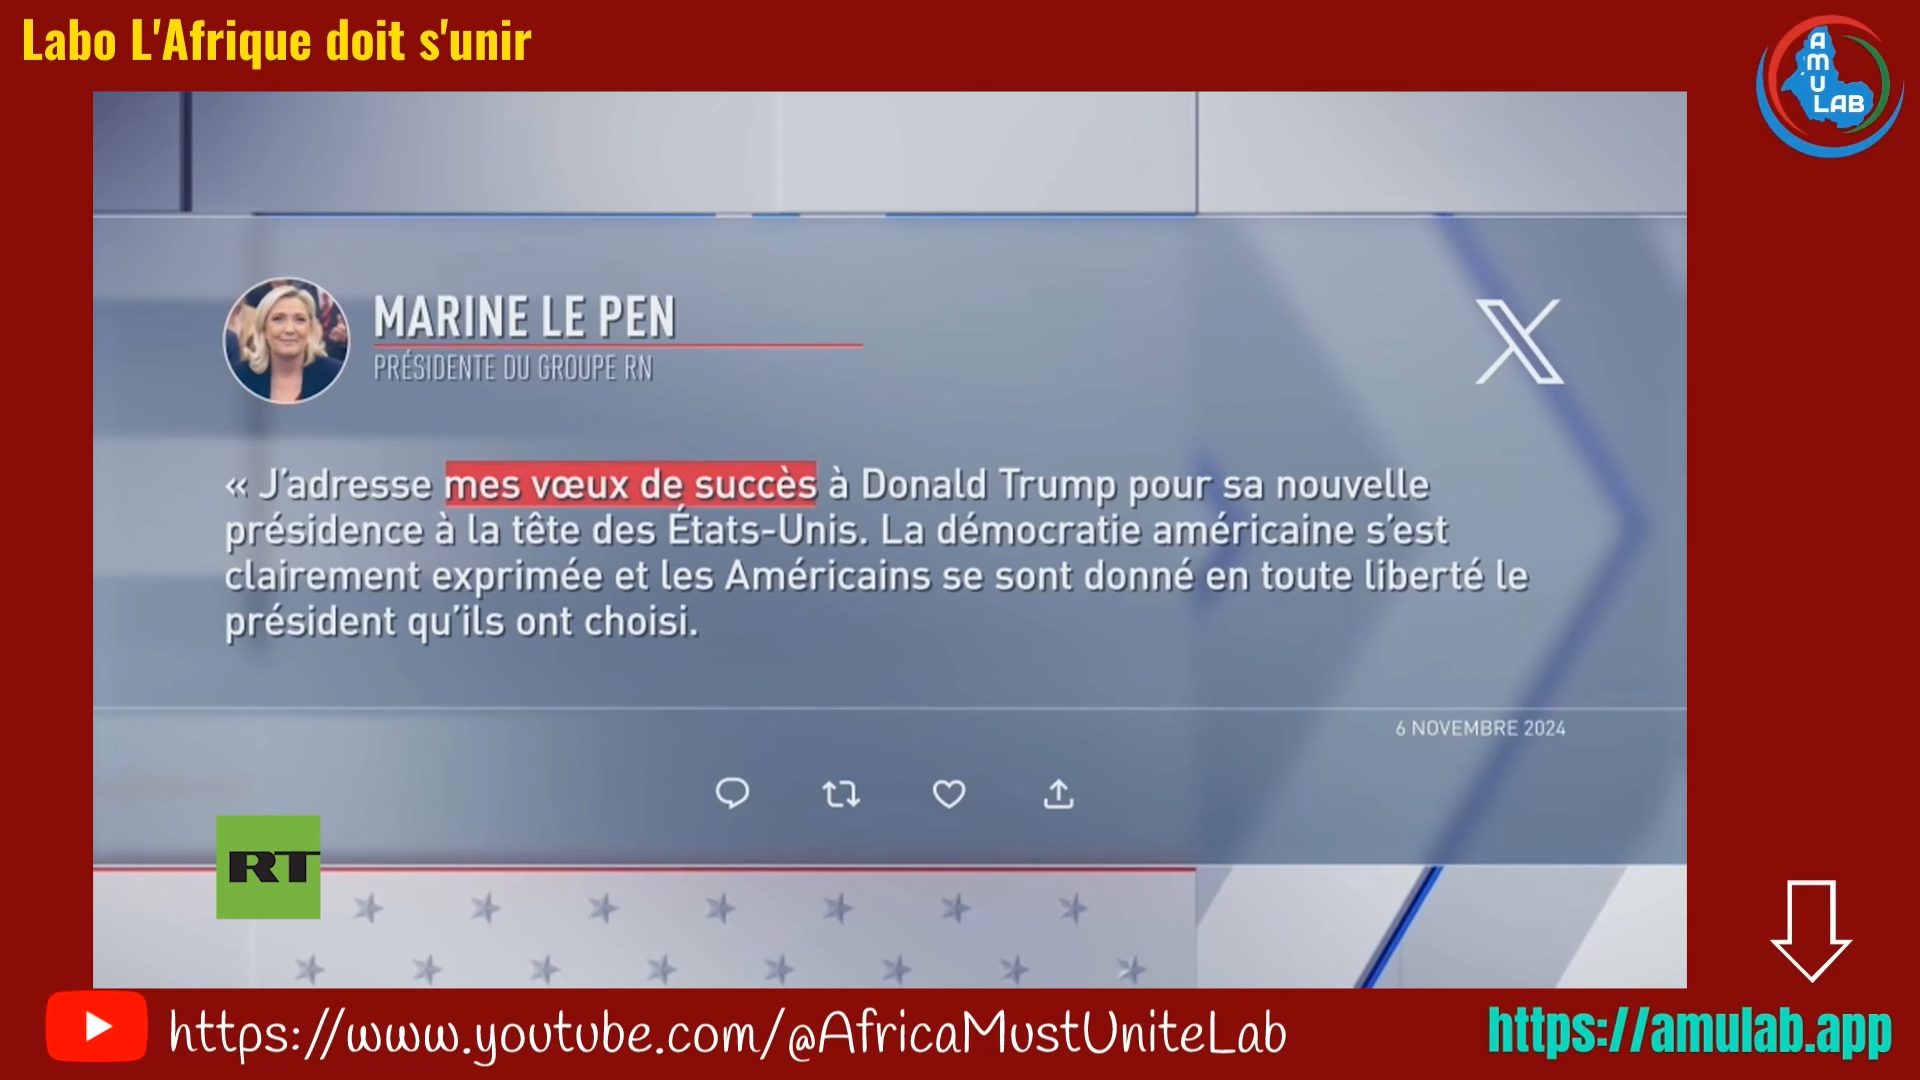 Labo L'Afrique doit s'unir
A
M
U
LAB
MARINE LE PEN
PRÉSIDENTE DU GROUPE RN
« J'adresse mes vœux de succès à Donald Trump pour sa nouvelle
présidence à la tête des États-Unis. La démocratie américaine s'est
clairement exprimée et les Américains se sont donné en toute liberté le
président qu'ils ont choisi.
6 NOVEMBRE 2024
RT
https://www.youtube.com/@AfricaMustUniteLab
https://amulab.app